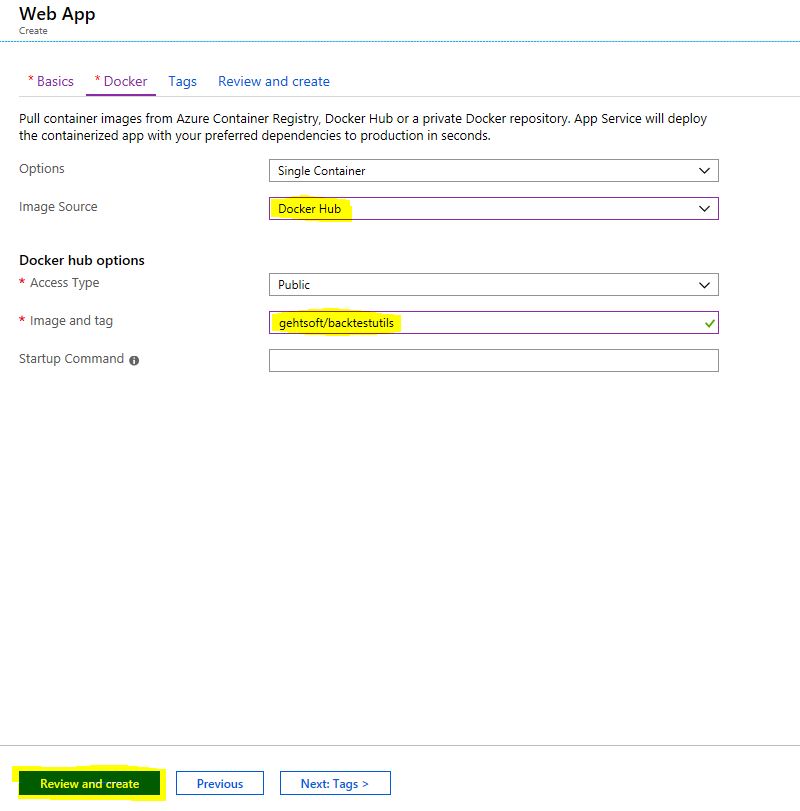 Web App
Create
* Basics * Docker Tags Review and create
Pull container images from Azure Container Registry, Docker Hub or a private Docker repository. App Service will deploy
the containerized app with your preferred dependencies to production in seconds.
Options Single Container
Image Source Docker Hub
Docker hub options
* Access Type Public
* Image and tag gehtsoft/backtestutils
Startup Command
Review and create Previous Next: Tags >